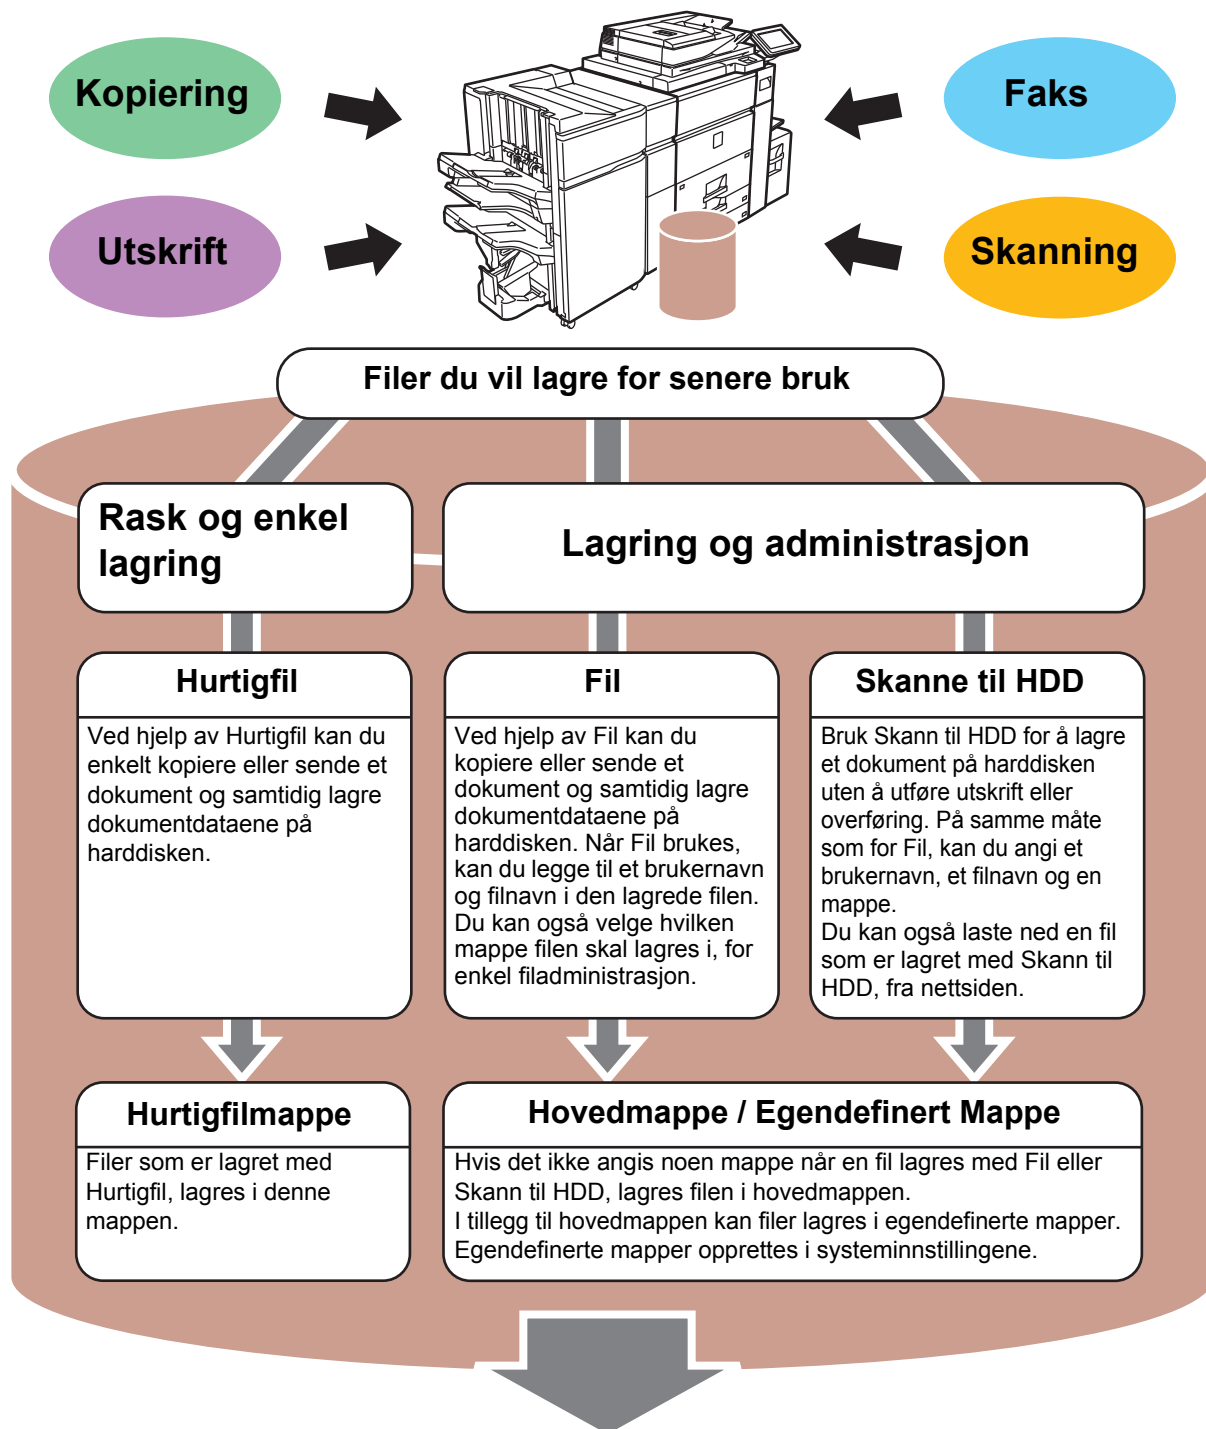 Kopiering
Faks
Utskrift
Skanning
Filer du vil lagre for senere bruk
Rask og enkel
lagring
Lagring og administrasjon
Hurtigfil
Ved hjelp av Hurtigfil kan du
enkelt kopiere eller sende et
dokument og samtidig lagre
dokumentdataene på
harddisken.
Fil
Ved hjelp av Fil kan du
kopiere eller sende et
dokument og samtidig lagre
dokumentdataene på
harddisken. Når Fil brukes,
kan du legge til et brukernavn
og filnavn i den lagrede filen.
Du kan også velge hvilken
mappe filen skal lagres i, for
enkel filadministrasjon.
Skanne til HDD
Bruk Skann til HDD for å lagre
et dokument på harddisken
uten å utføre utskrift eller
overføring. På samme måte
som for Fil, kan du angi et
brukernavn, et filnavn og en
mappe.
Du kan også laste ned en fil
som er lagret med Skann til
HDD, fra nettsiden.
Hurtigfilmappe
Filer som er lagret med
Hurtigfil, lagres i denne
mappen.
Hovedmappe / Egendefinert Mappe
Hvis det ikke angis noen mappe når en fil lagres med Fil eller
Skann til HDD, lagres filen i hovedmappen.
I tillegg til hovedmappen kan filer lagres i egendefinerte mapper.
Egendefinerte mapper opprettes i systeminnstillingene.